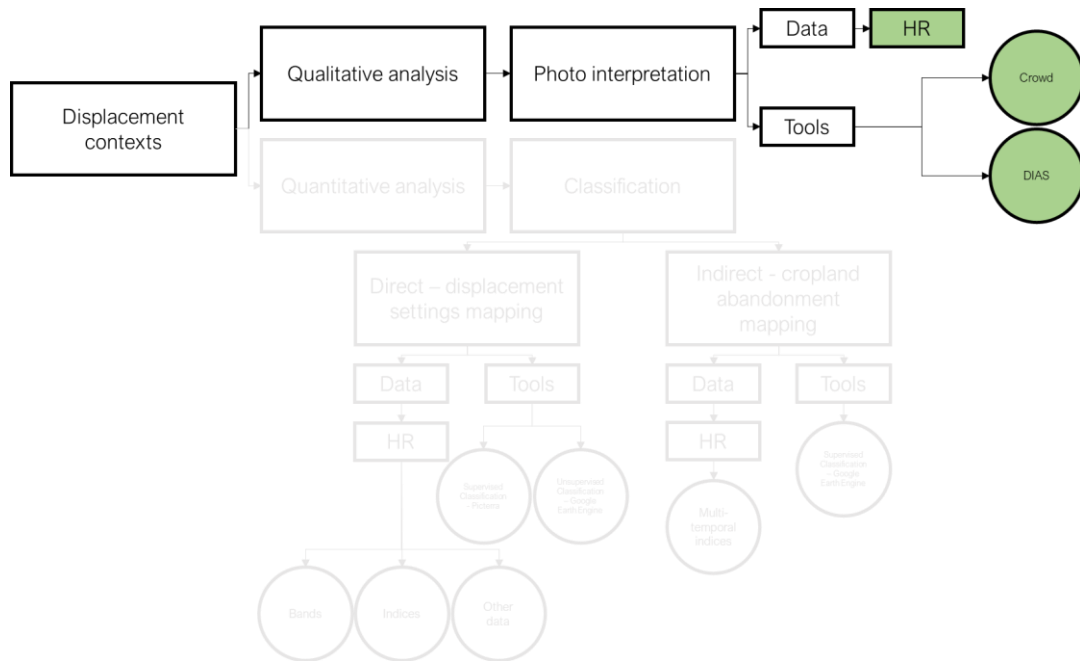 Data
HR
Qualitative analysis
Photo interpretation
Crowd
Displacement
contexts
Tools
DIAS
Quantitative analysis
Classification
Direct – displacement
settings mapping
Indirect - cropland
abandonment
mapping
Data
Tools
Data
Tools
HR
HR
Supervised
Classification
– Picterra
Unsupervised
Classification
– Google
Earth Engine
Supervised
Classification
– Google
Earth Engine
Multi-
temporal
indices
Bands
Indices
Other
data